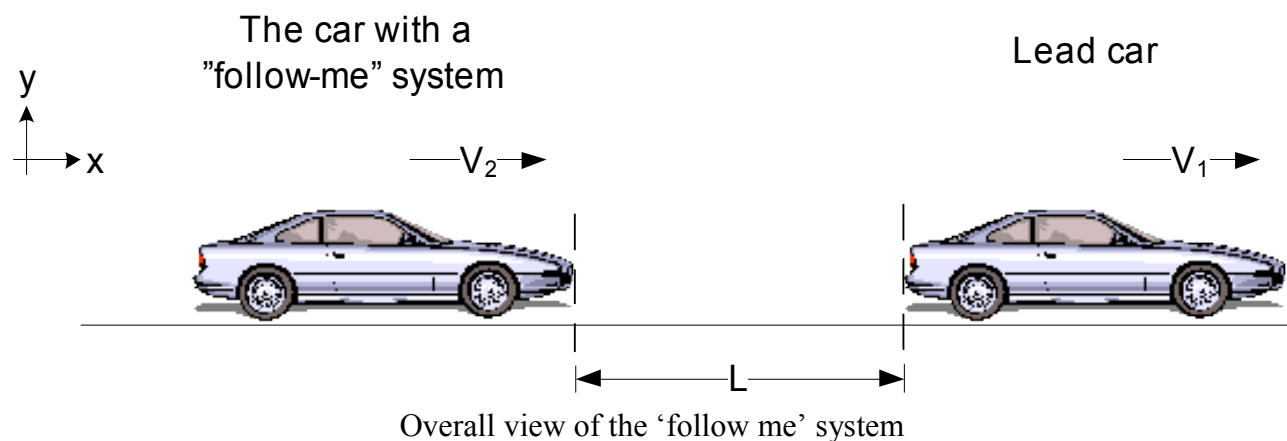 The car with a
”follow-me” system
Lead car
y
x
V₂
V₁
L
Overall view of the ‘follow me’ system